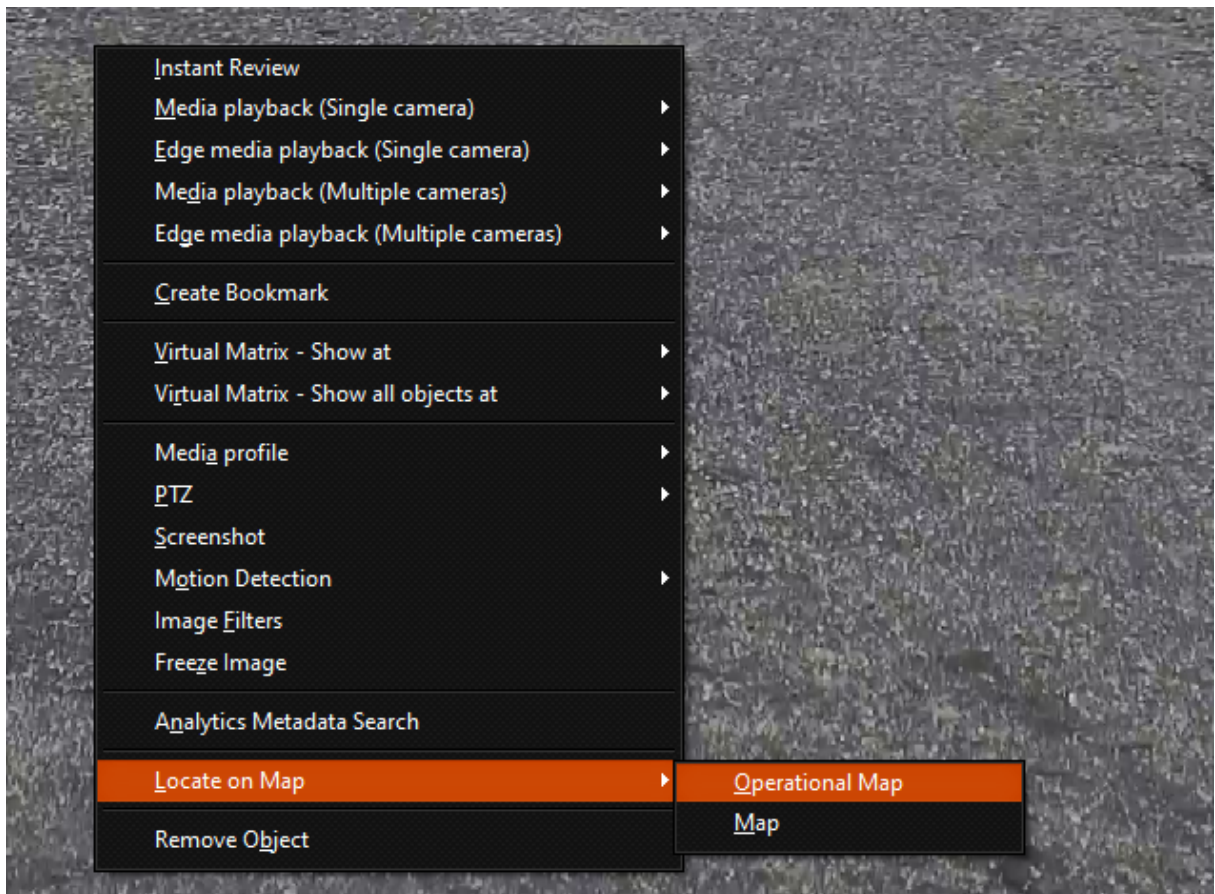 Instant Review
Media playback (Single camera)
Edge media playback (Single camera)
Media playback (Multiple cameras)
Edge media playback (Multiple cameras)
Create Bookmark
Virtual Matrix - Show at
Virtual Matrix - Show all objects at
Media profile
PTZ
Screenshot
Motion Detection
Image Filters
Freeze Image
Analytics Metadata Search
Locate on Map
Operational Map
Map
Remove Object